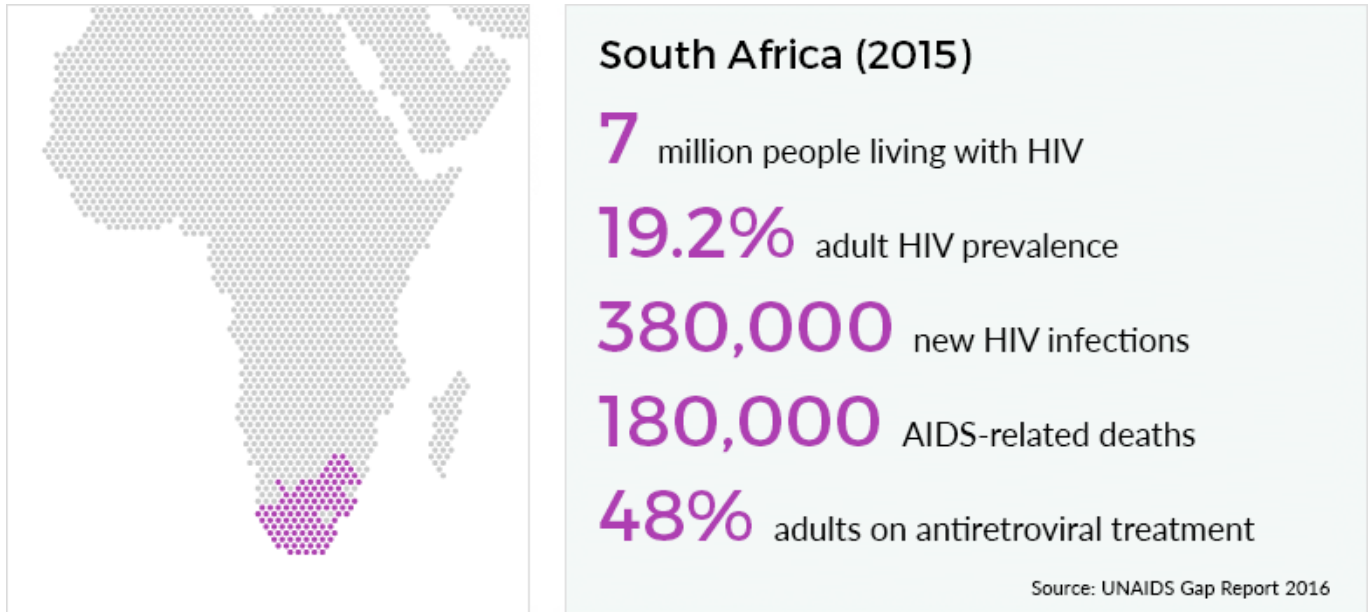 South Africa (2015)
7 million people living with HIV
19.2% adult HIV prevalence
380,000 new HIV infections
180,000 AIDS-related deaths
48% adults on antiretroviral treatment
Source: UNAIDS Gap Report 2016